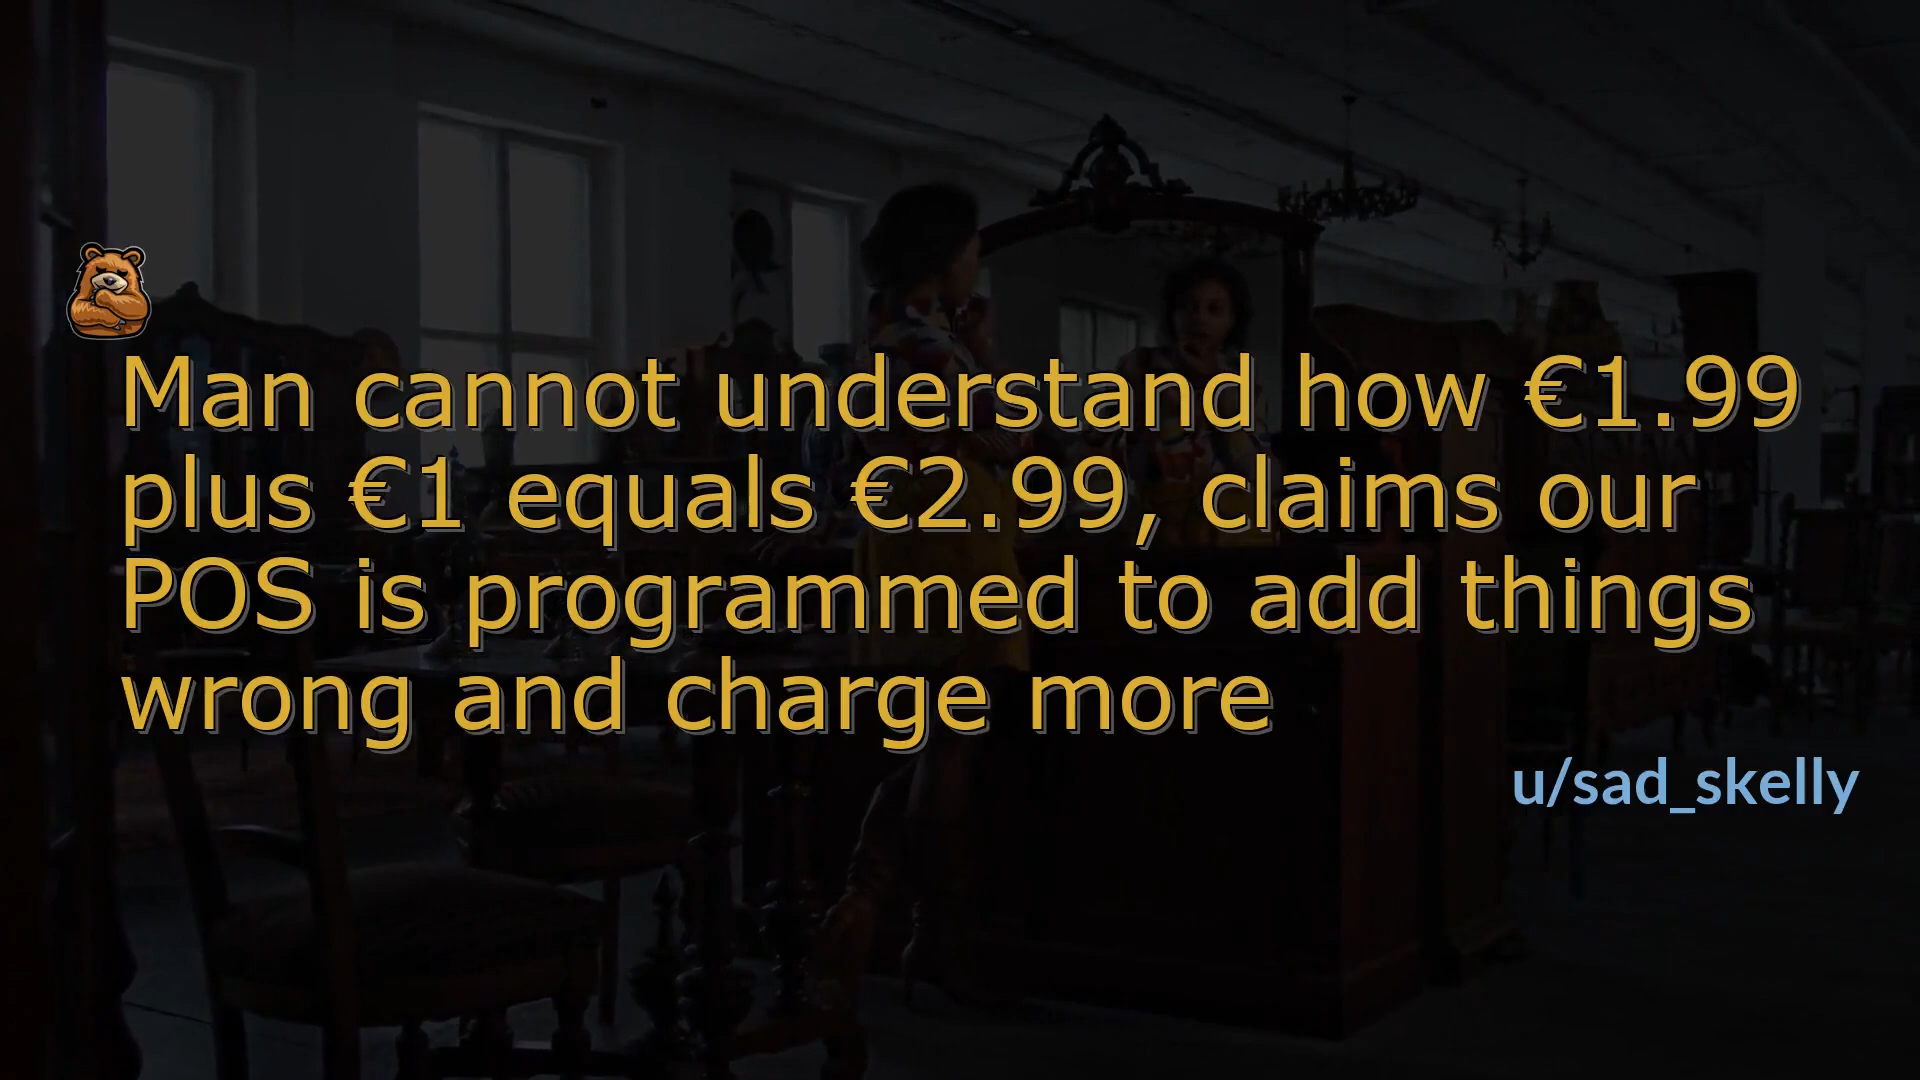 Man cannot understand how €1.99
plus €1 equals €2.99, claims our
POS is programmed to add things
wrong and charge more
u/sad_skelly